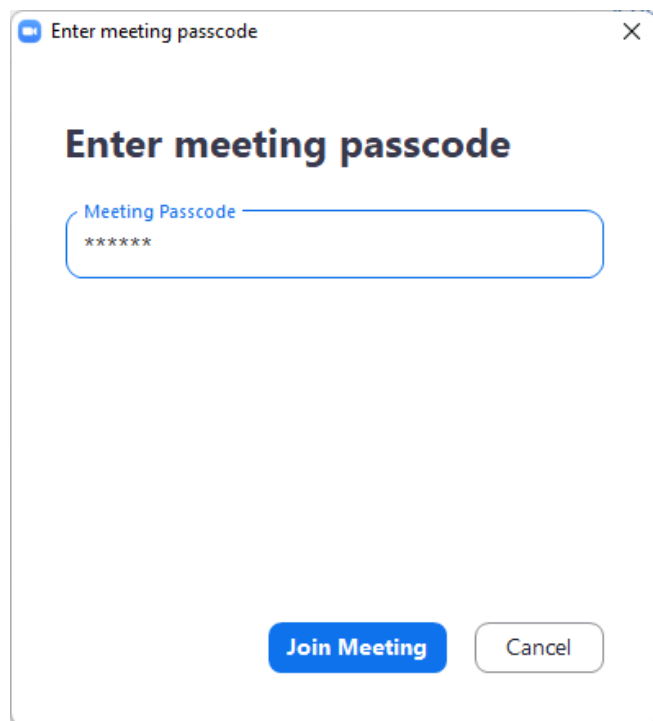 Enter meeting passcode
Enter meeting passcode
Meeting Passcode
******
Join Meeting
Cancel